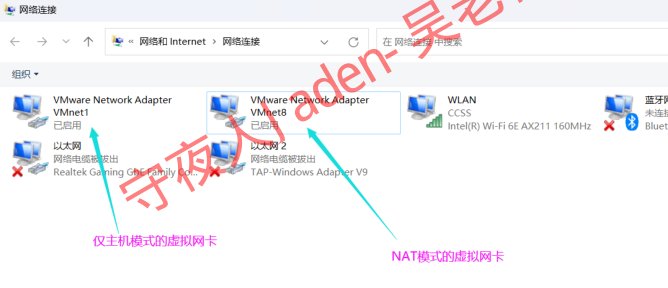 网络连接
« 网络和 Internet > 网络连接
在 网络连接 中搜索
组织
VMware Network Adapter VMnet1
已启用
VMware Network Adapter VMnet8
已启用
WLAN
CCSS
Intel(R) Wi-Fi 6E AX211 160MHz
蓝牙网
未连接
Bluet
以太网
网络电缆被拔出
Realtek Gaming GbE Family Co...
以太网 2
网络电缆被拔出
TAP-Windows Adapter V9
仅主机模式的虚拟网卡
NAT模式的虚拟网卡
守夜人J aden-吴老